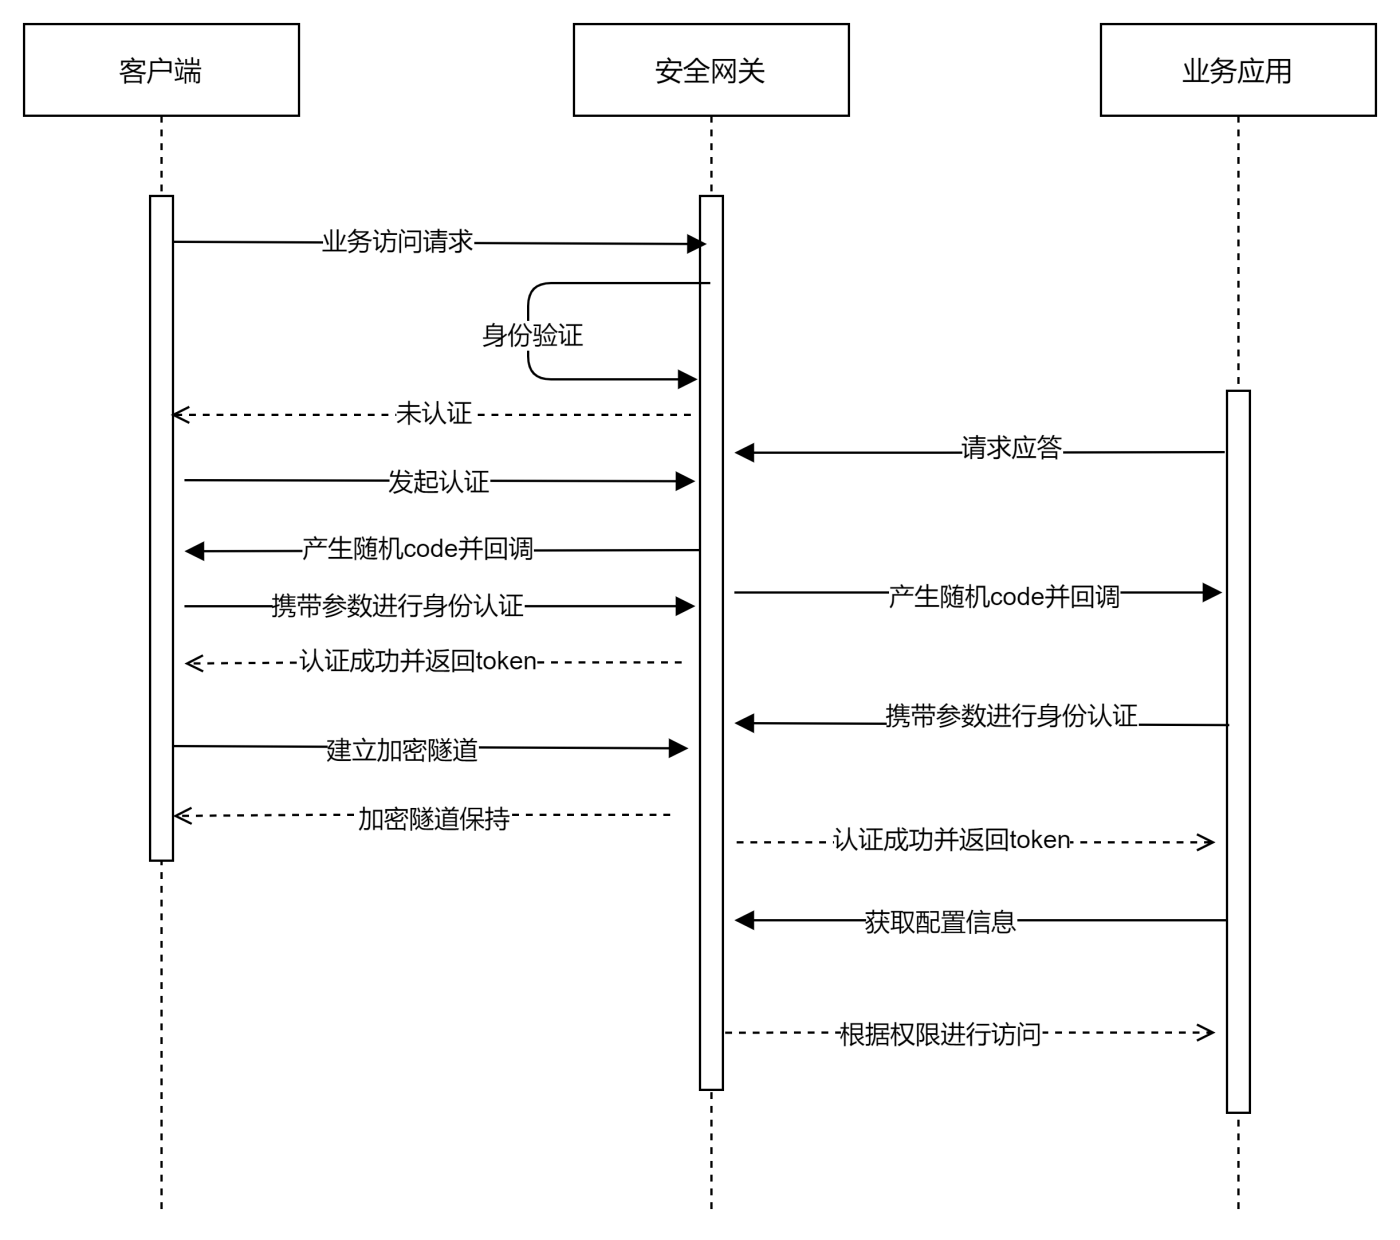 客户端
安全网关
业务应用
业务访问请求
身份验证
未认证
请求应答
发起认证
产生随机code并回调
产生随机code并回调
携带参数进行身份认证
认证成功并返回token
携带参数进行身份认证
建立加密隧道
加密隧道保持
认证成功并返回token
获取配置信息
根据权限进行访问